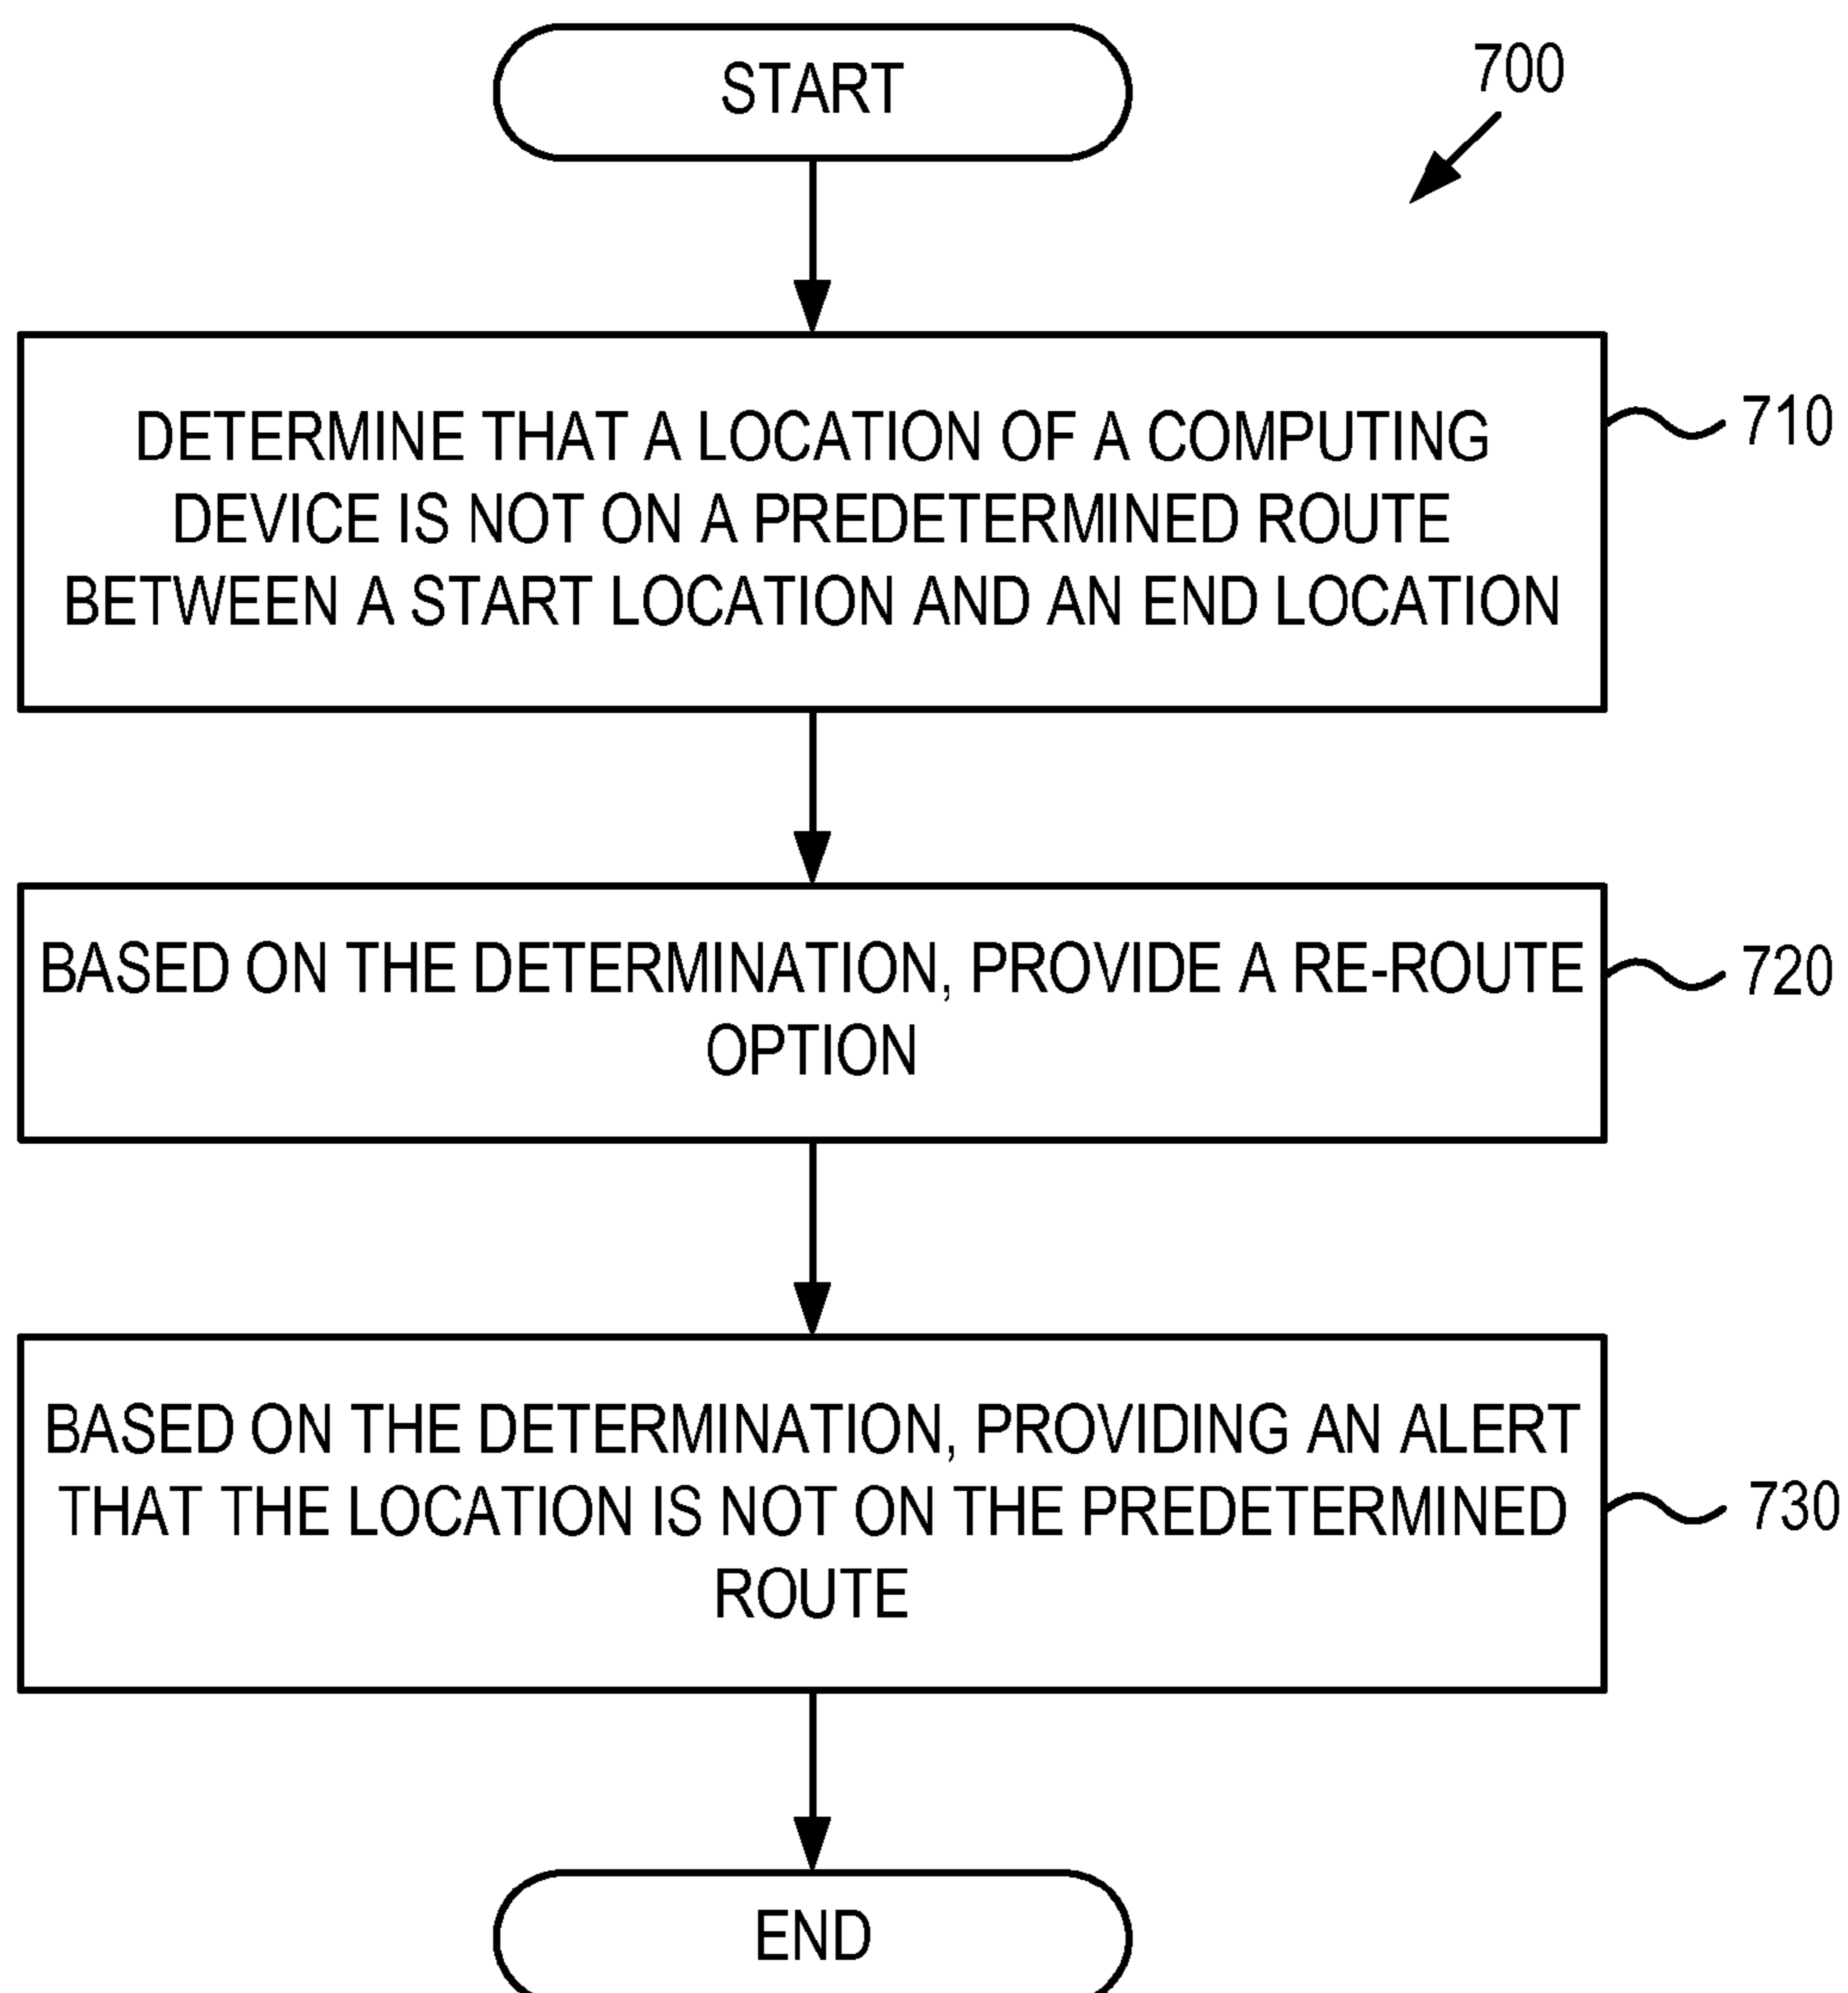 START
700
DETERMINE THAT A LOCATION OF A COMPUTING
DEVICE IS NOT ON A PREDETERMINED ROUTE
BETWEEN A START LOCATION AND AN END LOCATION
710
BASED ON THE DETERMINATION, PROVIDE A RE-ROUTE
OPTION
720
BASED ON THE DETERMINATION, PROVIDING AN ALERT
THAT THE LOCATION IS NOT ON THE PREDETERMINED
ROUTE
730
END